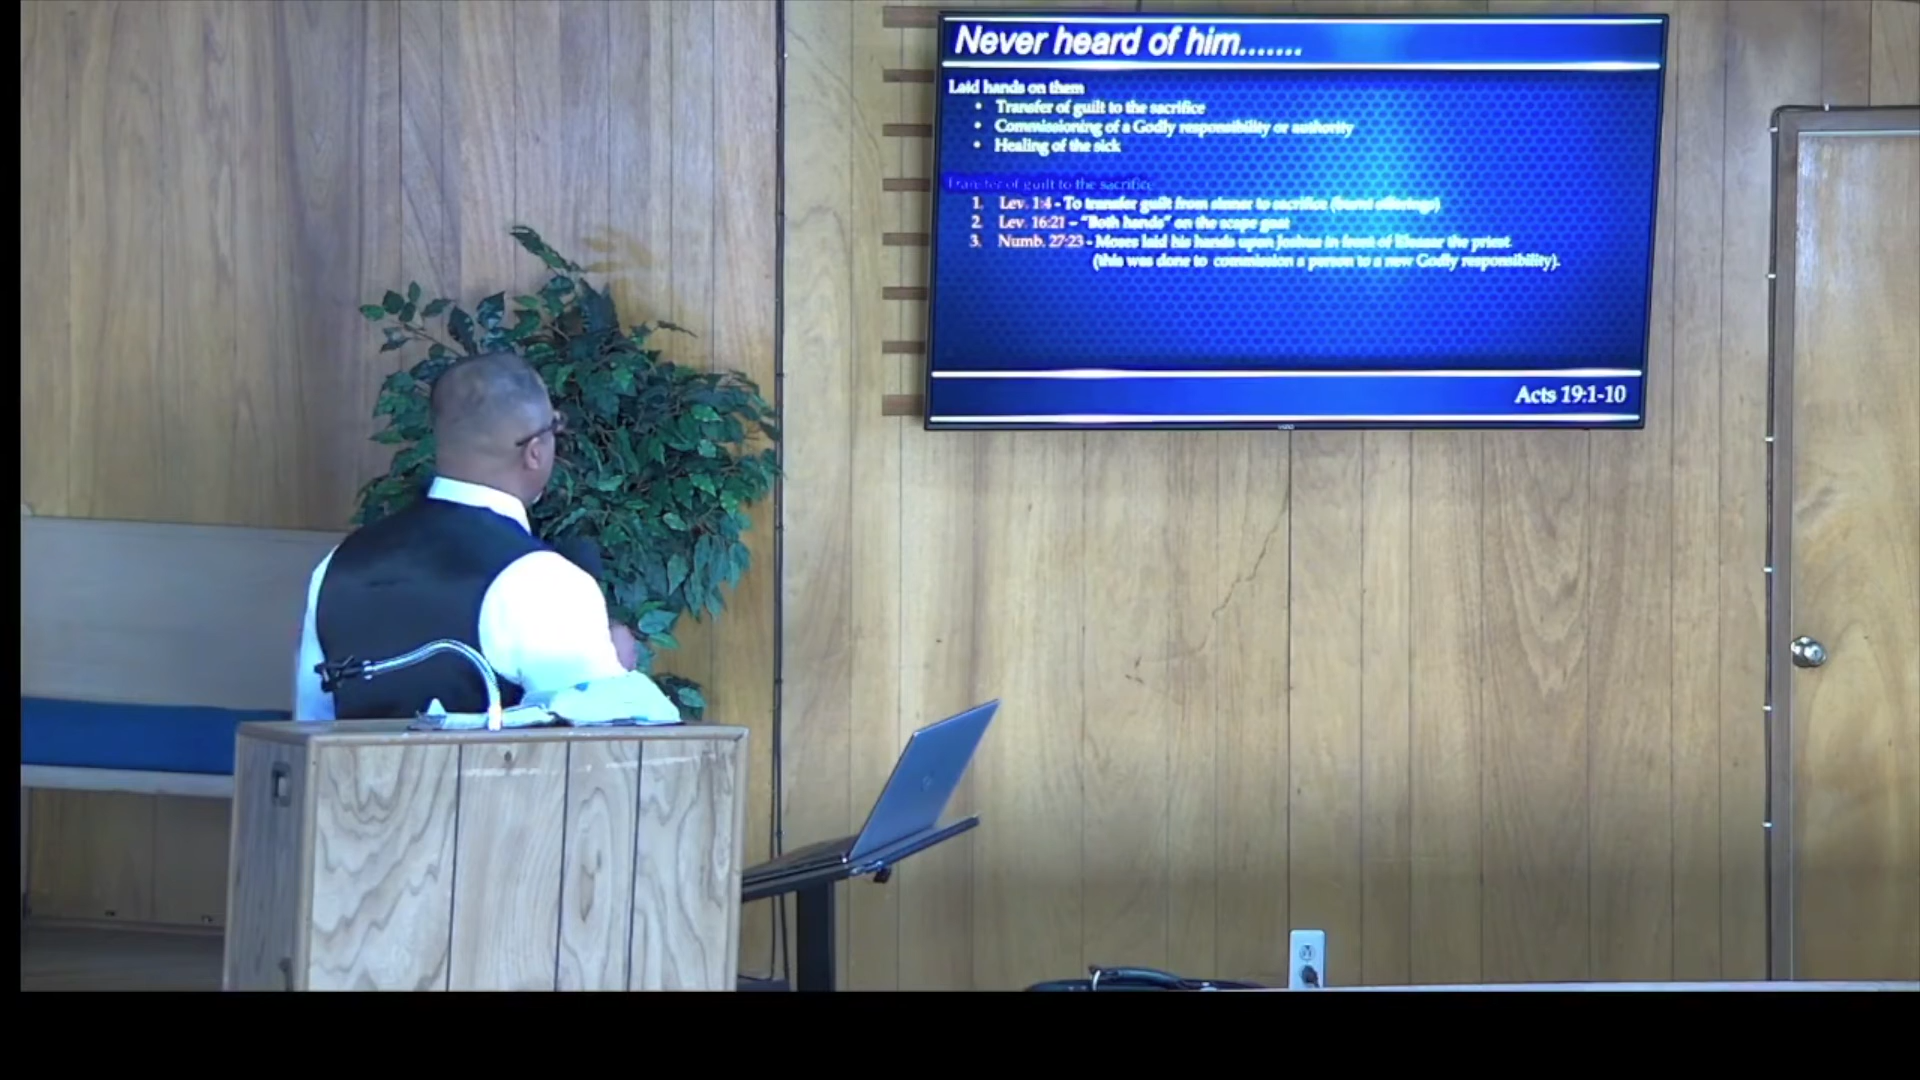 Never heard of him.......
Laid hands on them
• Transfer of guilt to the sacrifice
• Commissioning of a Godly responsibility or authority
• Healing of the sick
Transfer of guilt to the sacrifice
1. Lev. 1:4 - To transfer guilt from sinner to sacrifice (burnt offerings)
2. Lev. 16:21 – "Both hands" on the scape goat
3. Numb. 27:23 - Moses laid his hands upon Joshua in front of Eleazar the priest
(this was done to commission a person to a new Godly responsibility).
Acts 19:1-10